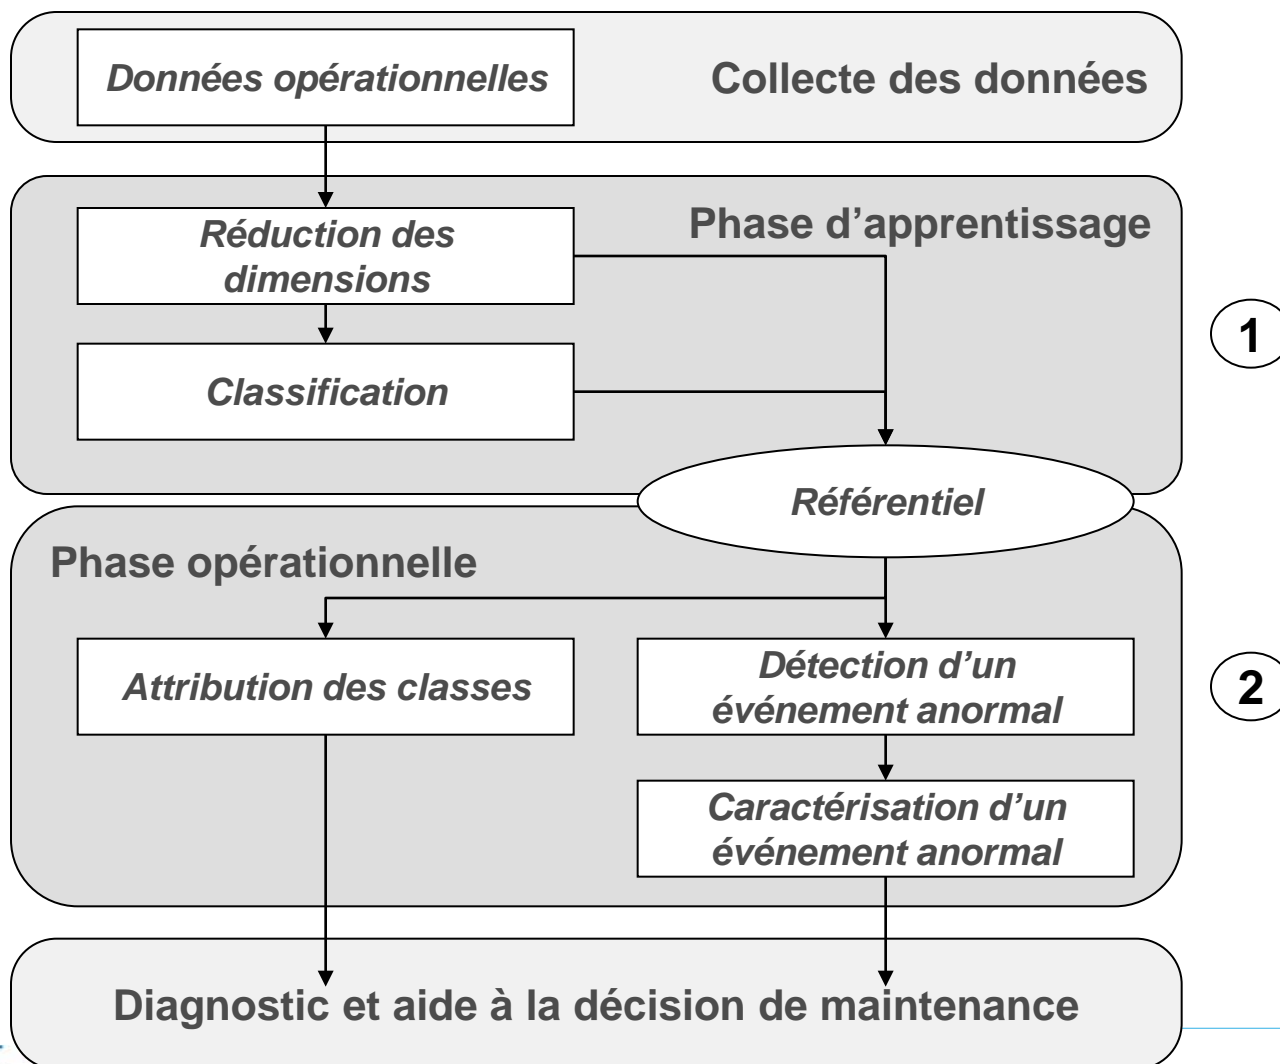 Données opérationnelles
Collecte des données
Réduction des
dimensions
Phase d’apprentissage
1
Classification
Référentiel
Phase opérationnelle
Attribution des classes
Détection d’un
événement anormal
2
Caractérisation d’un
événement anormal
Diagnostic et aide à la décision de maintenance